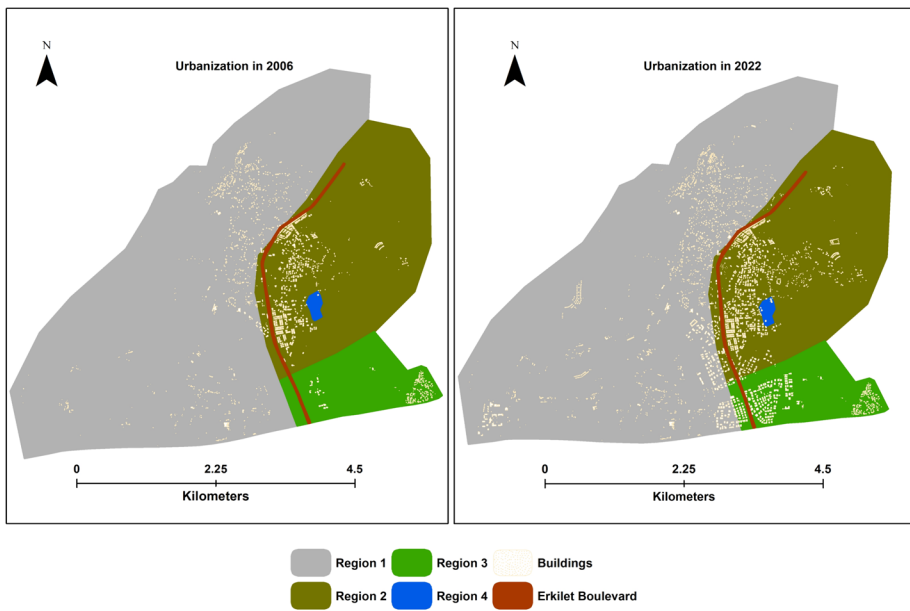 N
Urbanization in 2006
0 2.25 4.5
Kilometers
N
Urbanization in 2022
0 2.25 4.5
Kilometers
Region 1 Region 3 Buildings
Region 2 Region 4 Erkilet Boulevard